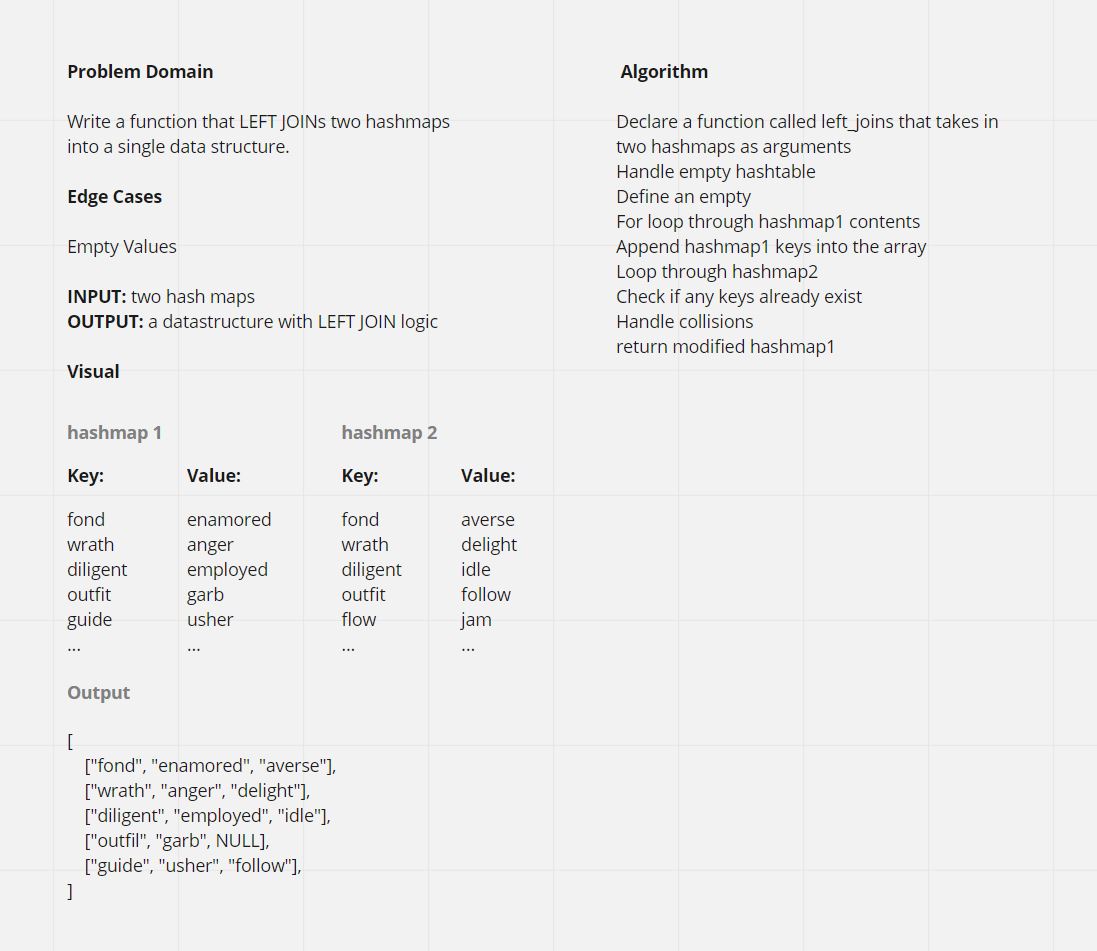 Problem Domain
Write a function that LEFT JOINs two hashmaps
into a single data structure.
Edge Cases
Empty Values
INPUT: two hash maps
OUTPUT: a datastructure with LEFT JOIN logic
Visual
hashmap 1
Key: Value:
fond enamored
wrath anger
diligent employed
outfit garb
guide usher
... ...
hashmap 2
Key: Value:
fond averse
wrath delight
diligent idle
outfit follow
flow jam
... ...
Output
[
["fond", "enamored", "averse"],
["wrath", "anger", "delight"],
["diligent", "employed", "idle"],
["outfil", "garb", NULL],
["guide", "usher", "follow"],
]
Algorithm
Declare a function called left_joins that takes in
two hashmaps as arguments
Handle empty hashtable
Define an empty
For loop through hashmap1 contents
Append hashmap1 keys into the array
Loop through hashmap2
Check if any keys already exist
Handle collisions
return modified hashmap1